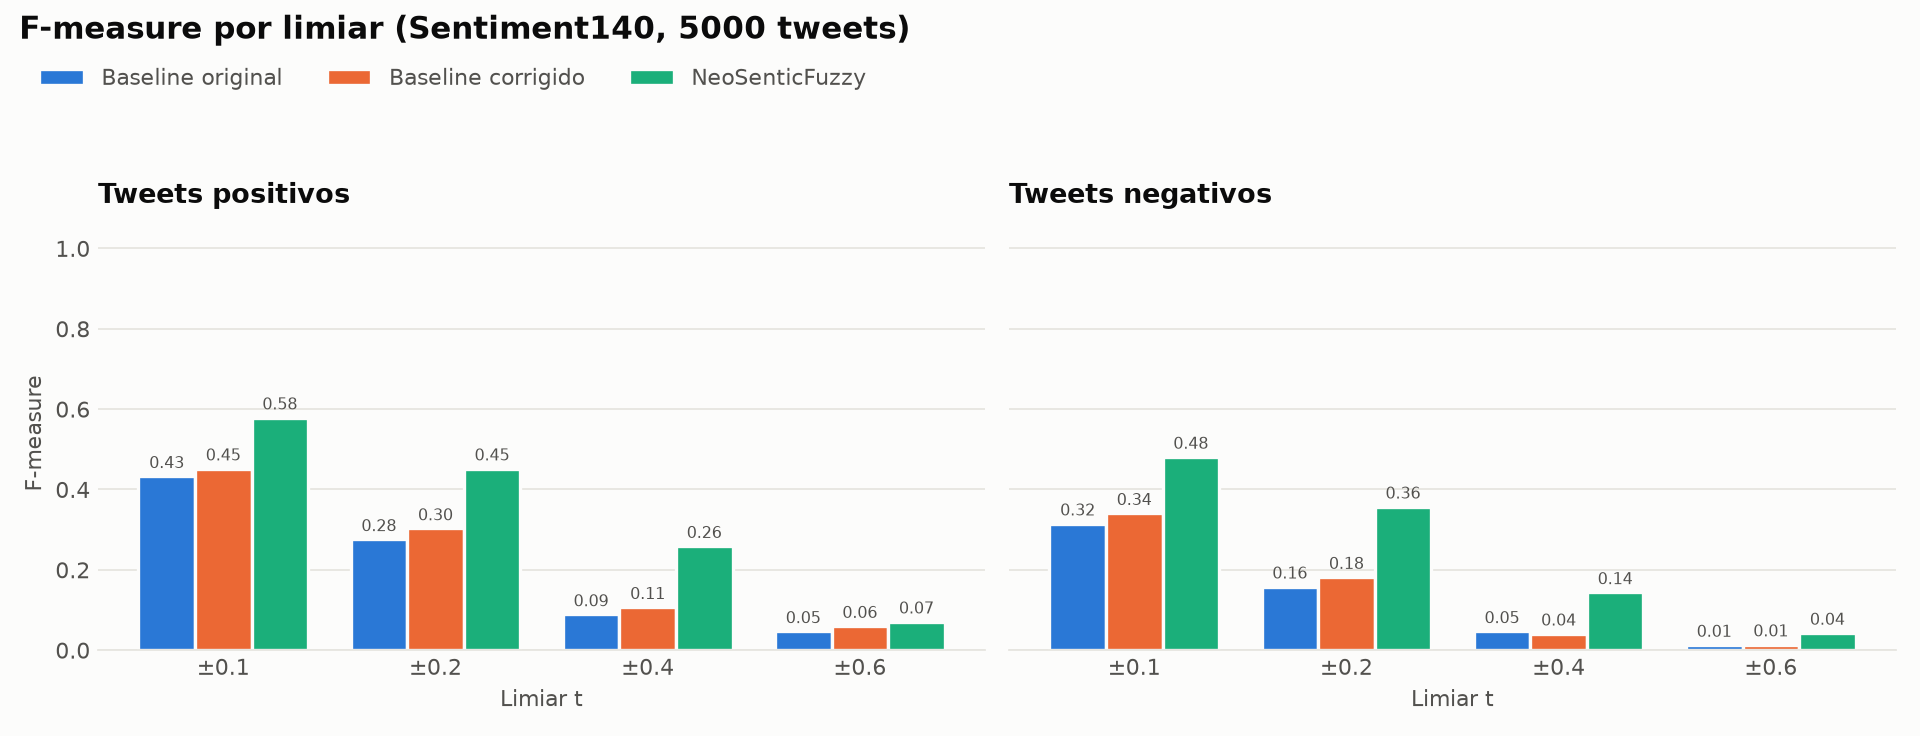 F-measure por limiar (Sentiment140, 5000 tweets)
Baseline original Baseline corrigido NeoSenticFuzzy
Tweets positivos
F-measure
1.0
0.8
0.6
0.4
0.2
0.0
0.43 0.45 0.58
0.28 0.30 0.45
0.09 0.11 0.26
0.05 0.06 0.07
±0.1 ±0.2 ±0.4 ±0.6
Limiar t
Tweets negativos
0.32 0.34 0.48
0.16 0.18 0.36
0.05 0.04 0.14
0.01 0.01 0.04
±0.1 ±0.2 ±0.4 ±0.6
Limiar t